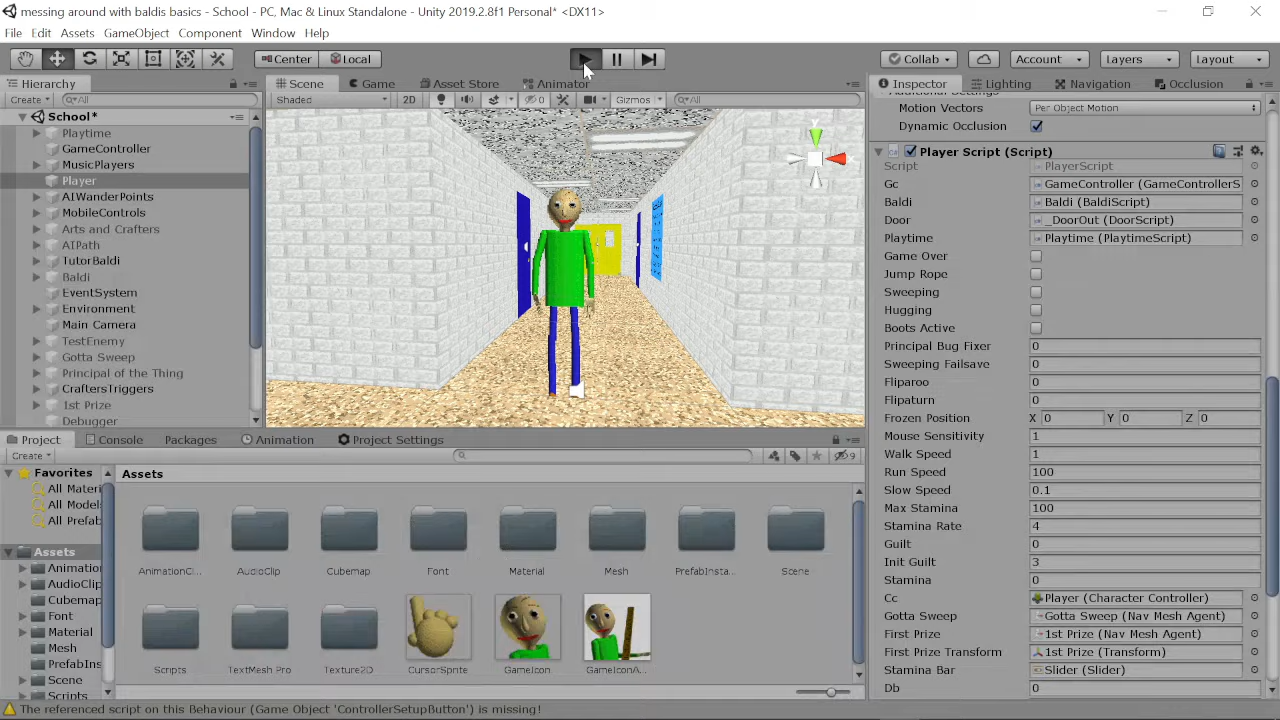 messing around with baldis basics - School - PC, Mac & Linux Standalone - Unity 2019.2.8f1 Personal* <DX11>
File Edit Assets GameObject Component Window Help
Center Local Collab Account Layers Layout
Hierarchy Scene Game Asset Store Animator Inspector Lighting Navigation Occlusion
Create All Shaded 2D 0 Gizmos All
School*
Playtime
GameController
MusicPlayers
Player
AIWanderPoints
MobileControls
Arts and Crafters
AIPath
TutorBaldi
Baldi
EventSystem
Environment
Main Camera
TestEnemy
Gotta Sweep
Principal of the Thing
CraftersTriggers
1st Prize
Debugger
y
Motion Vectors Per Object Motion
Dynamic Occlusion
Player Script (Script)
Script PlayerScript
Gc GameController (GameControllerS
Baldi Baldi (BaldiScript)
Door _DoorOut (DoorScript)
Playtime Playtime (PlaytimeScript)
Game Over
Jump Rope
Sweeping
Hugging
Boots Active
Principal Bug Fixer 0
Sweeping Failsave 0
Fliparoo 0
Flipaturn 0
Frozen Position X 0 Y 0 Z 0
Mouse Sensitivity 1
Walk Speed 1
Run Speed 100
Slow Speed 0.1
Max Stamina 100
Stamina Rate 4
Guilt 0
Init Guilt 3
Stamina 0
Cc Player (Character Controller)
Gotta Sweep Gotta Sweep (Nav Mesh Agent)
First Prize 1st Prize (Nav Mesh Agent)
First Prize Transform 1st Prize (Transform)
Stamina Bar Slider (Slider)
Db 0
Project Console Packages Animation Project Settings
Create 9
Favorites
All Materi
All Model
All Prefab
Assets
Animation
AudioClip
Cubemap
Font
Material
Mesh
PrefabIns
Scene
Scripts
Assets
AnimationCl... AudioClip Cubemap Font Material Mesh PrefabInsta... Scene
Scripts TextMesh Pro Texture2D CursorSprite GameIcon GameIconA...
The referenced script on this Behaviour (Game Object 'ControllerSetupButton') is missing!